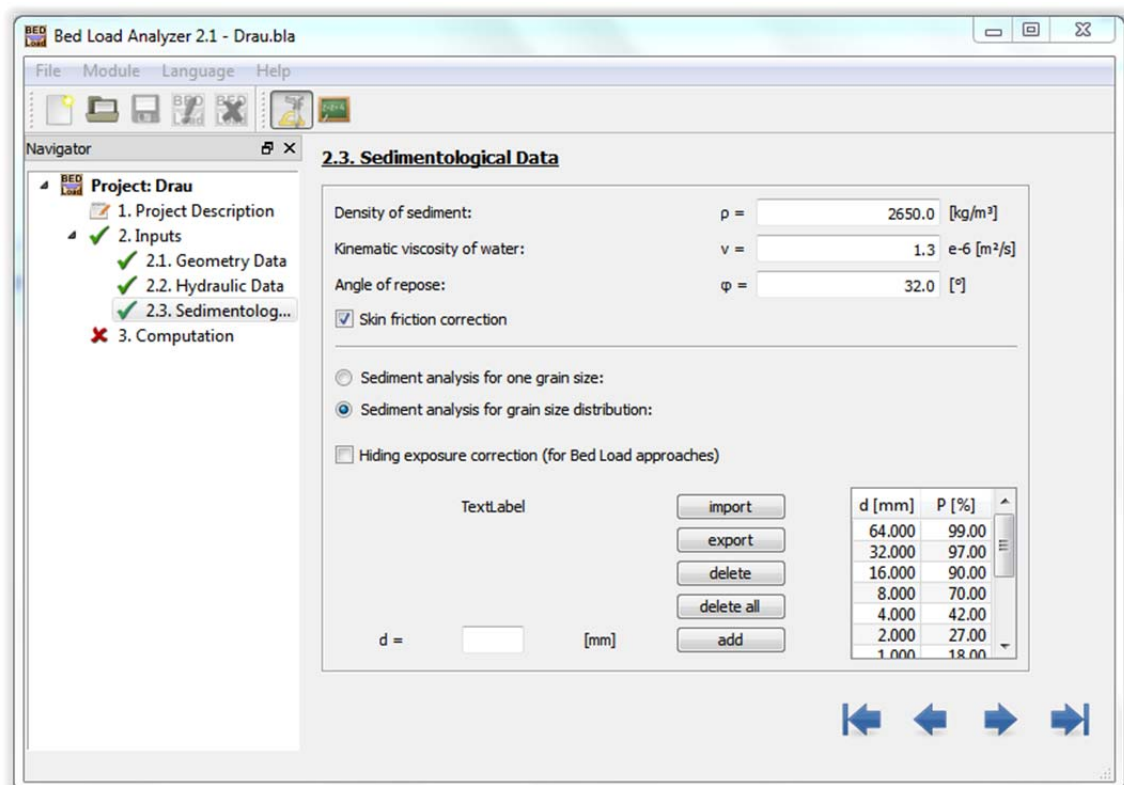 Bed Load Analyzer 2.1 - Drau.bla
File Module Language Help
Navigator
Project: Drau
1. Project Description
2. Inputs
2.1. Geometry Data
2.2. Hydraulic Data
2.3. Sedimentolog...
3. Computation
2.3. Sedimentological Data
Density of sediment: ρ = 2650.0 [kg/m³]
Kinematic viscosity of water: ν = 1.3 e-6 [m²/s]
Angle of repose: φ = 32.0 [°]
Skin friction correction
Sediment analysis for one grain size:
Sediment analysis for grain size distribution:
Hiding exposure correction (for Bed Load approaches)
TextLabel
import
export
delete
delete all
add
d = [mm]
d [mm] P [%]
64.000 99.00
32.000 97.00
16.000 90.00
8.000 70.00
4.000 42.00
2.000 27.00
1.000 18.00